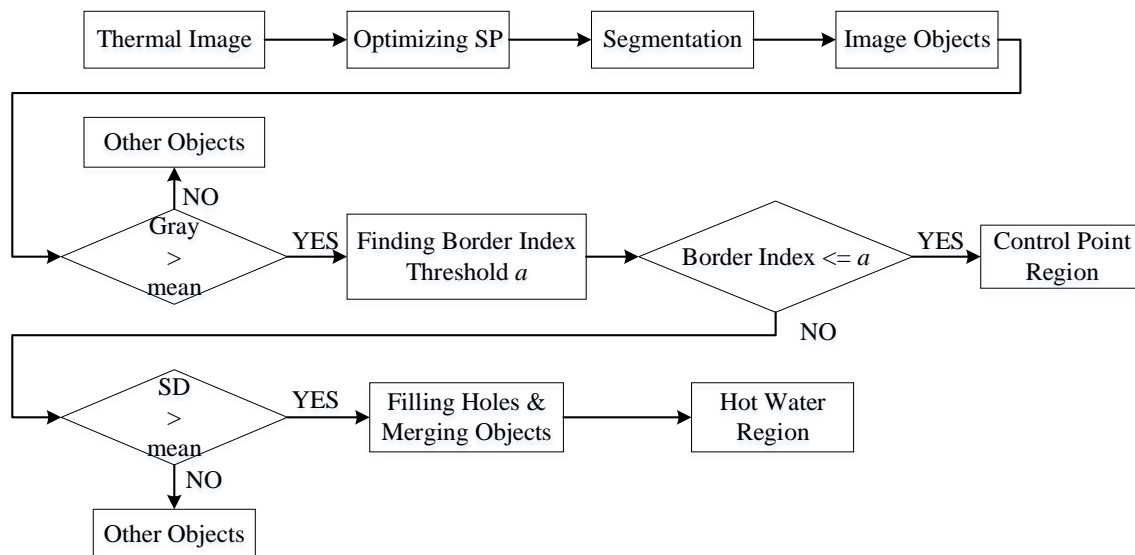 Thermal Image
Optimizing SP
Segmentation
Image Objects
Other Objects
NO
Gray
>
mean
YES
Finding Border Index
Threshold a
Border Index <= a
YES
Control Point
Region
NO
SD
>
mean
YES
Filling Holes &
Merging Objects
Hot Water
Region
NO
Other Objects